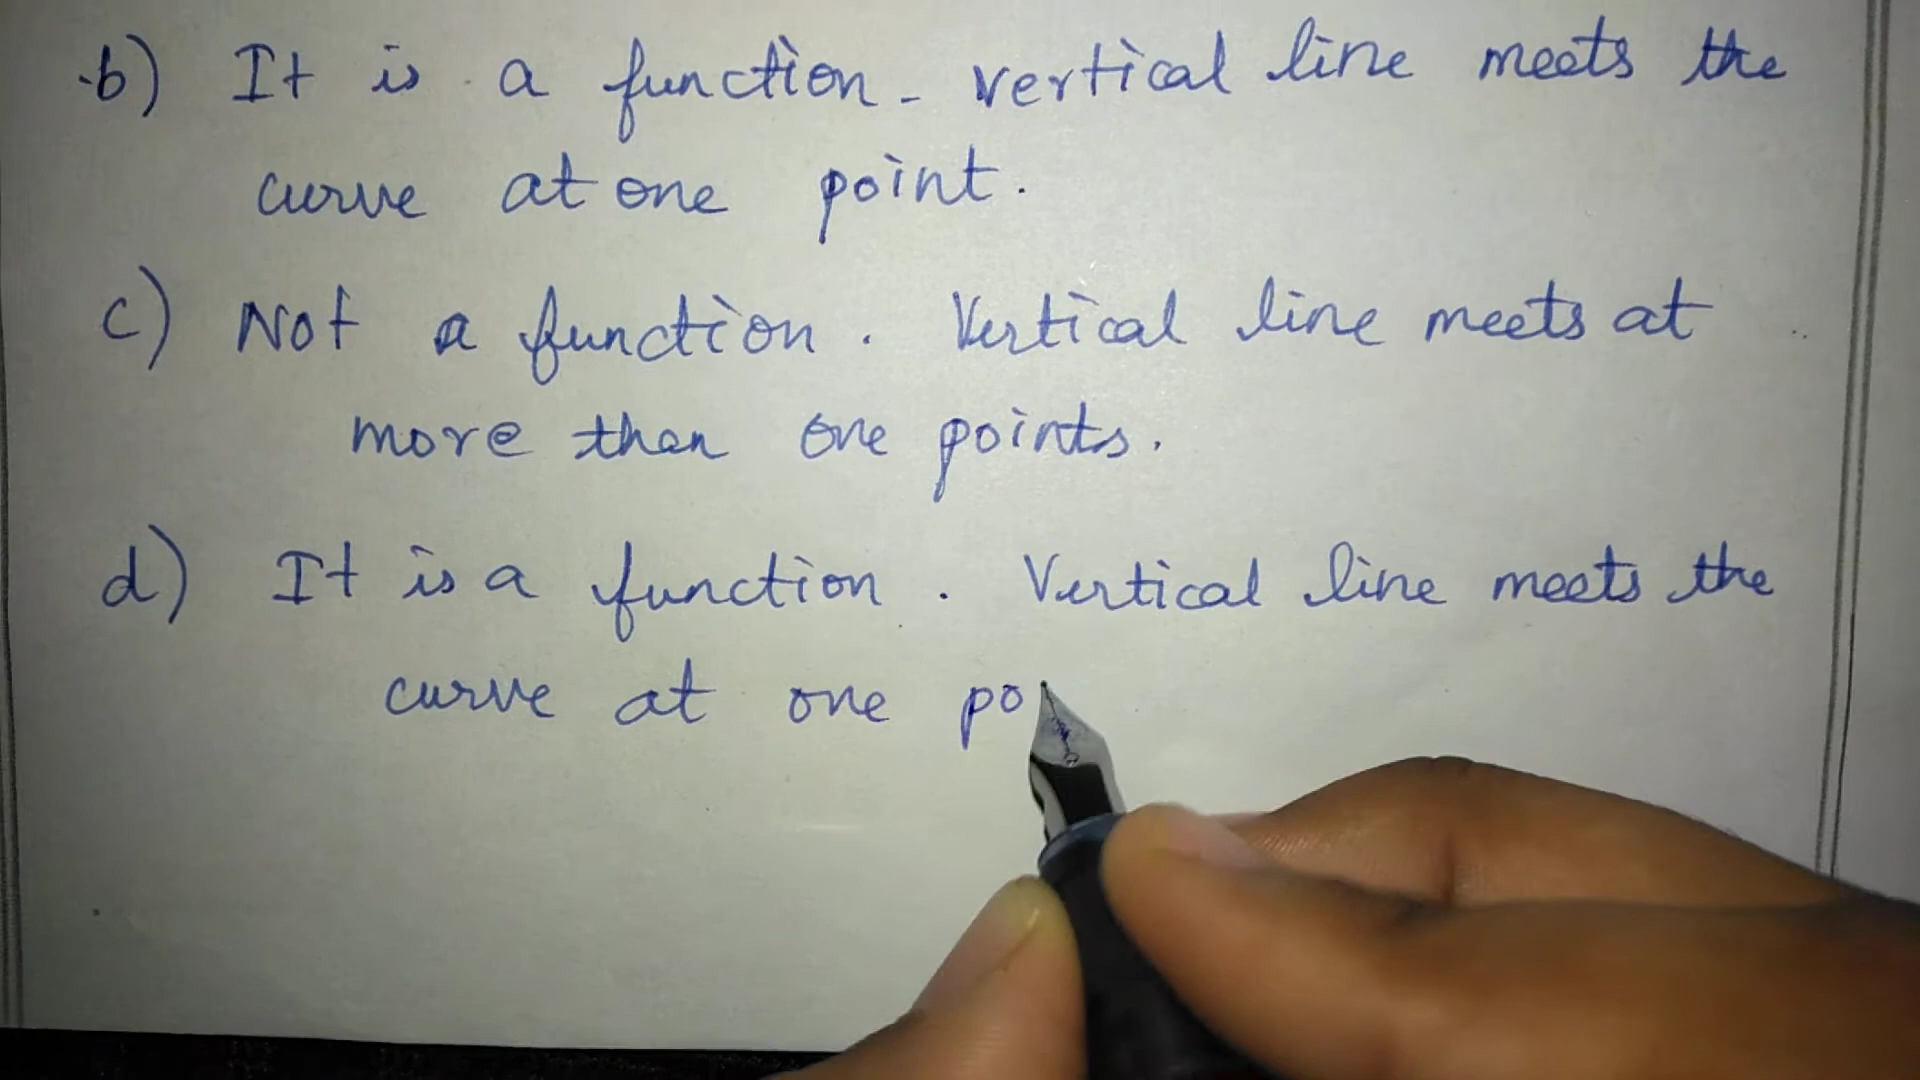 b) It is a function - vertical line meets the
curve at one point.
c) Not a function. Vertical line meets at
more than one points.
d) It is a function. Vertical line meets the
curve at one po